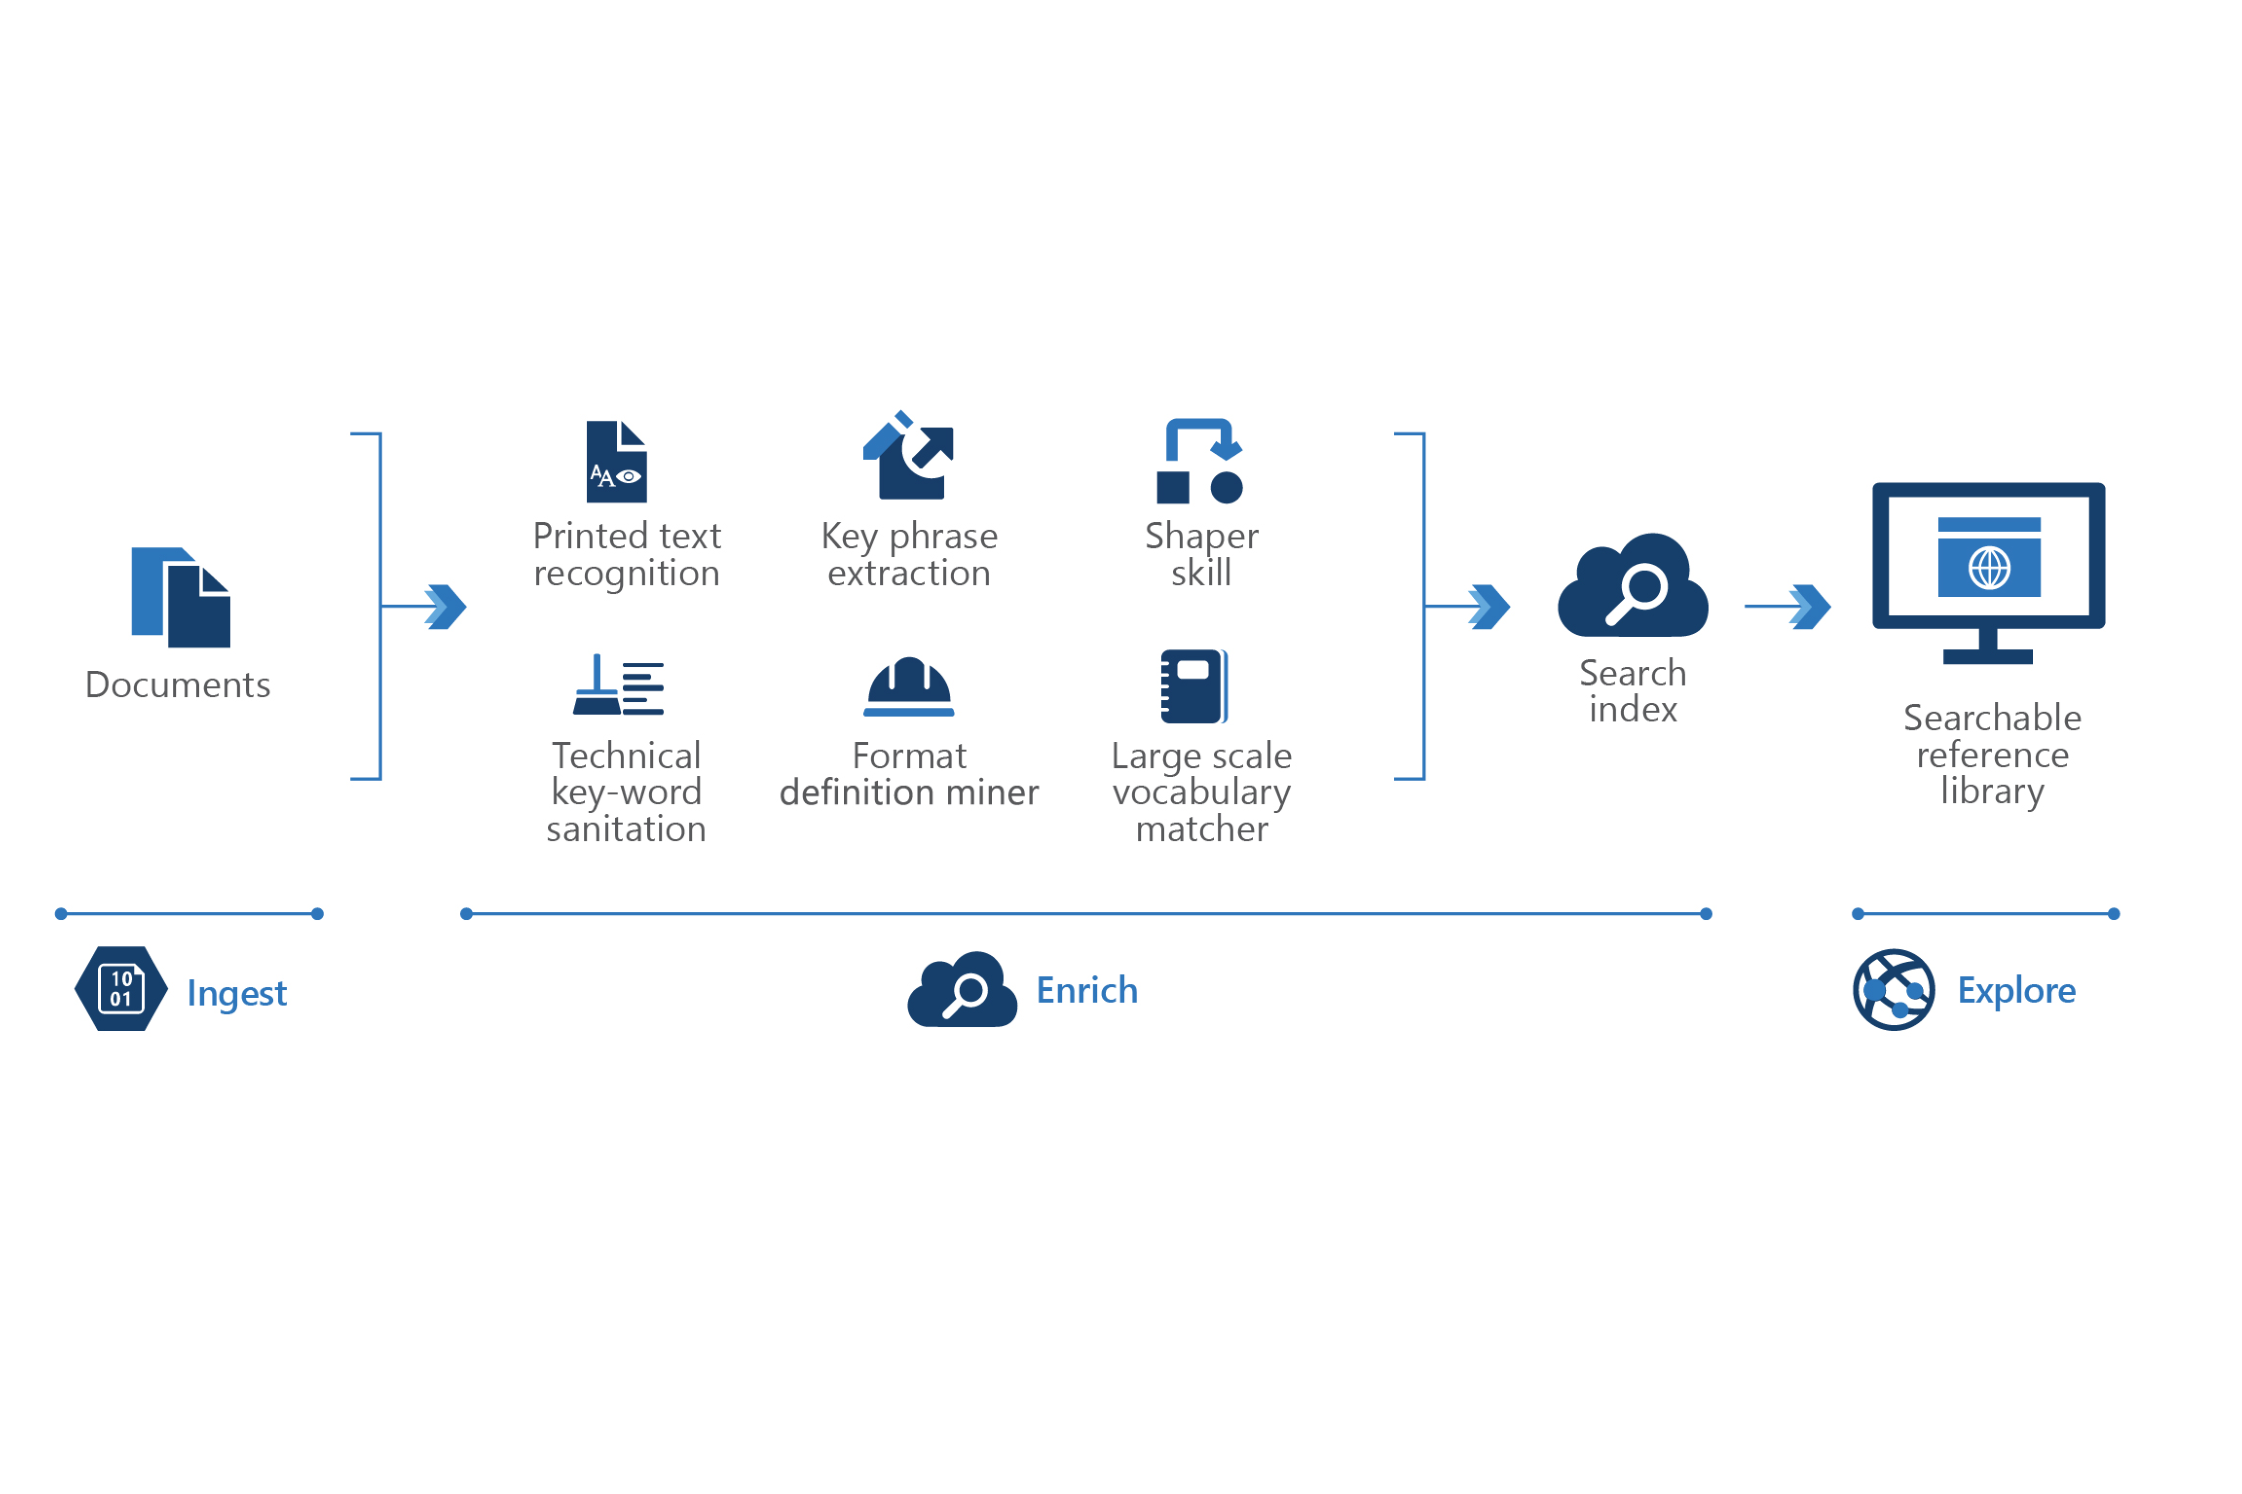 Documents
Printed text
recognition
Key phrase
extraction
Shaper
skill
Technical
key-word
sanitation
Format
definition miner
Large scale
vocabulary
matcher
Search
index
Searchable
reference
library
10
01
Ingest
Enrich
Explore
AA